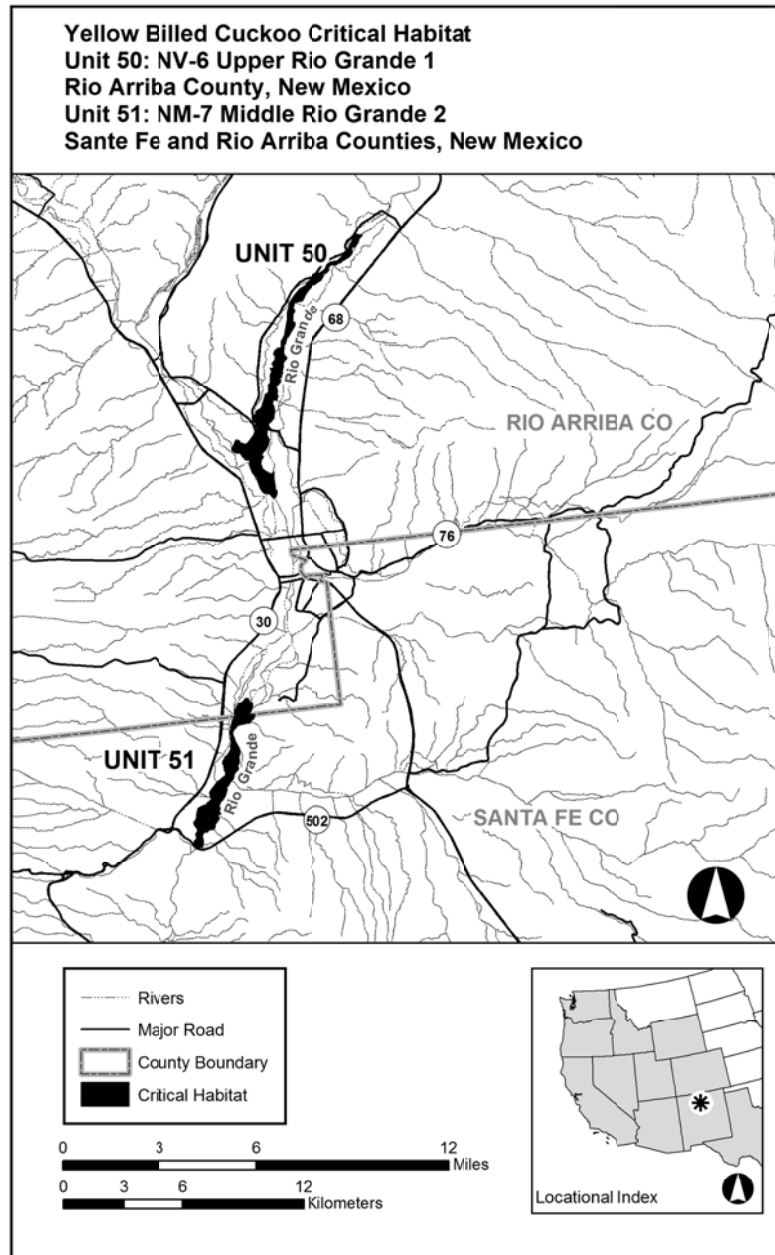 Yellow Billed Cuckoo Critical Habitat
Unit 50: NV-6 Upper Rio Grande 1
Rio Arriba County, New Mexico
Unit 51: NM-7 Middle Rio Grande 2
Sante Fe and Rio Arriba Counties, New Mexico
UNIT 50
Rio Grande
68
RIO ARRIBA CO
76
30
UNIT 51
Rio Grande
502
SANTA FE CO
Rivers
Major Road
County Boundary
Critical Habitat
0 3 6 12
Miles
0 3 6 12
Kilometers
Locational Index